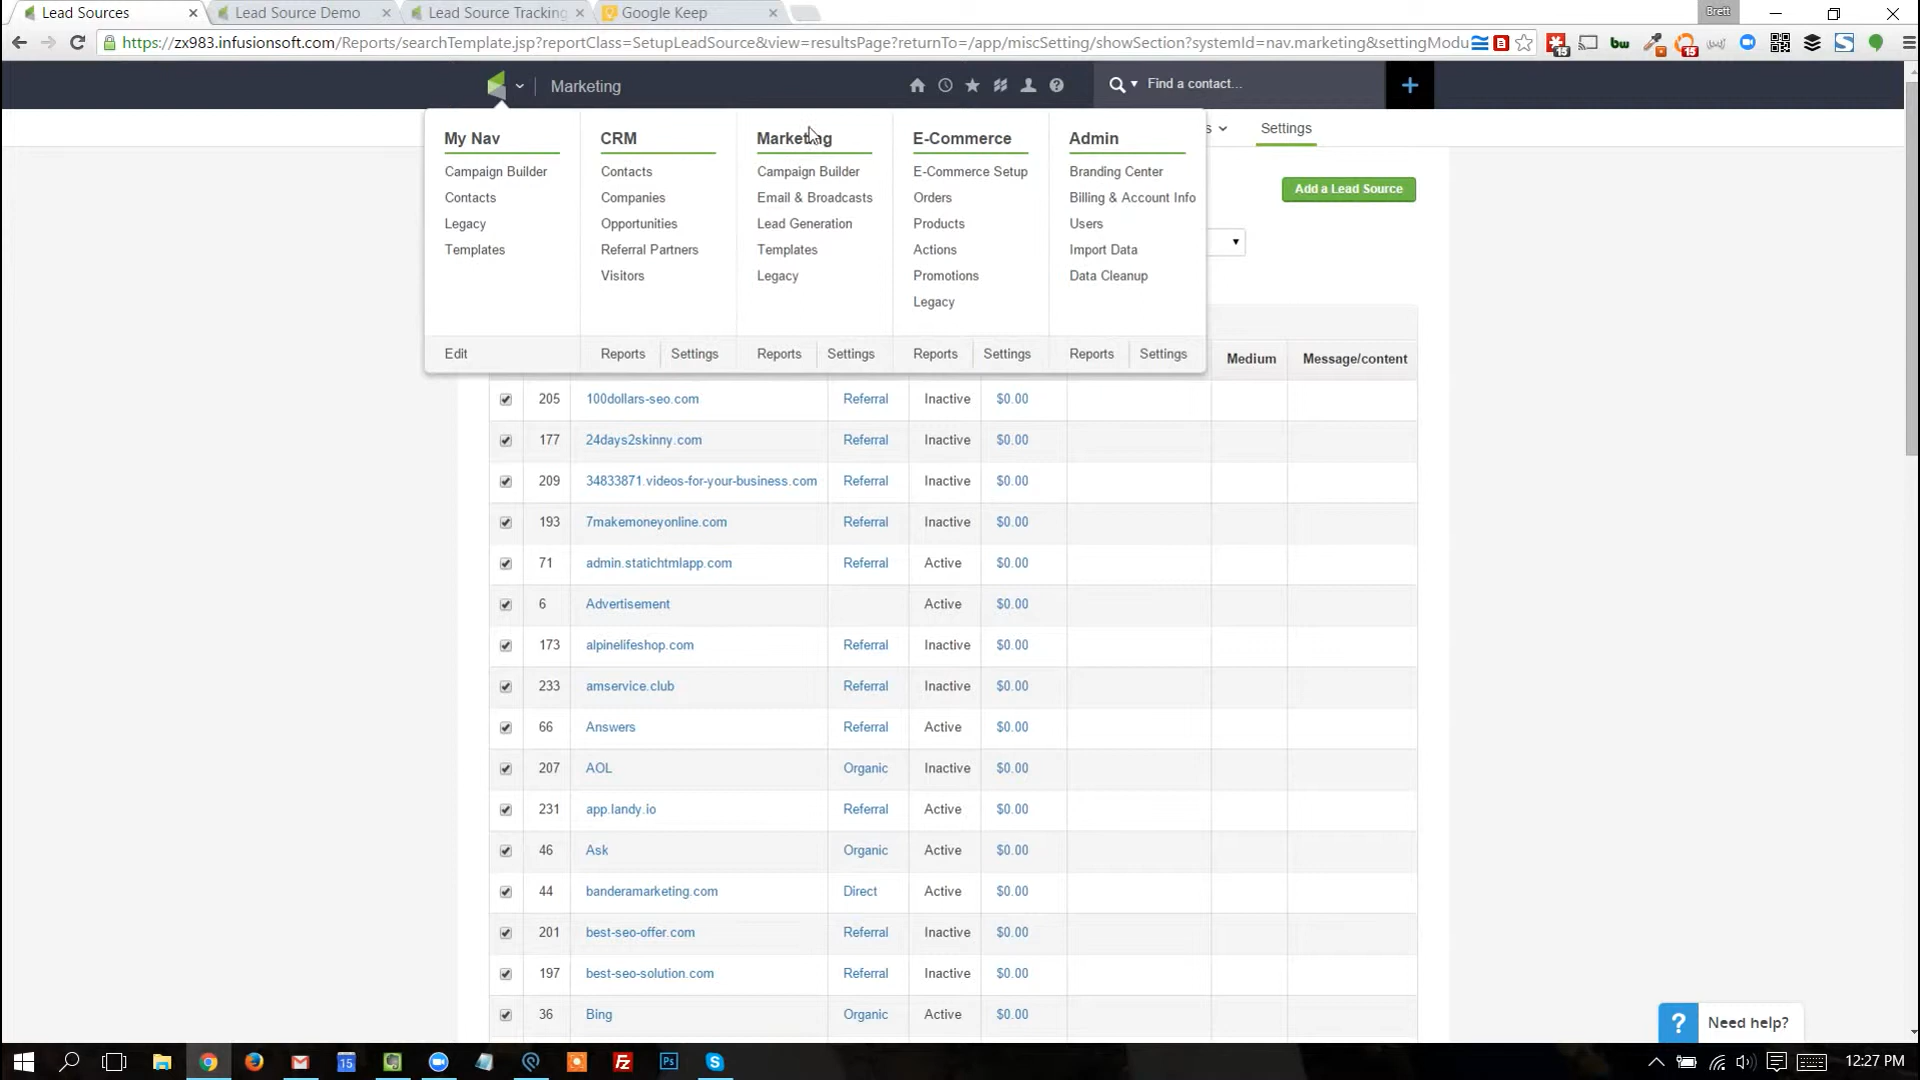 Lead Sources
Lead Source Demo
Lead Source Tracking
Google Keep
Brett
https://zx983.infusionsoft.com/Reports/searchTemplate.jsp?reportClass=SetupLeadSource&view=resultsPage?returnTo=/app/miscSetting/showSection?systemId=nav.marketing&settingModu
Marketing
Find a contact...
My Nav CRM Marketing E-Commerce Admin
Campaign Builder Contacts Campaign Builder E-Commerce Setup Branding Center
Contacts Companies Email & Broadcasts Orders Billing & Account Info
Legacy Opportunities Lead Generation Products Users
Templates Referral Partners Templates Actions Import Data
Visitors Legacy Promotions Data Cleanup
Legacy
Edit Reports Settings Reports Settings Reports Settings Reports Settings
s Settings
Add a Lead Source
Medium Message/content
205 100dollars-seo.com Referral Inactive $0.00
177 24days2skinny.com Referral Inactive $0.00
209 34833871.videos-for-your-business.com Referral Inactive $0.00
193 7makemoneyonline.com Referral Inactive $0.00
71 admin.statichtmlapp.com Referral Active $0.00
6 Advertisement Active $0.00
173 alpinelifeshop.com Referral Inactive $0.00
233 amservice.club Referral Inactive $0.00
66 Answers Referral Active $0.00
207 AOL Organic Inactive $0.00
231 app.landy.io Referral Active $0.00
46 Ask Organic Active $0.00
44 banderamarketing.com Direct Active $0.00
201 best-seo-offer.com Referral Inactive $0.00
197 best-seo-solution.com Referral Inactive $0.00
36 Bing Organic Active $0.00
? Need help?
12:27 PM